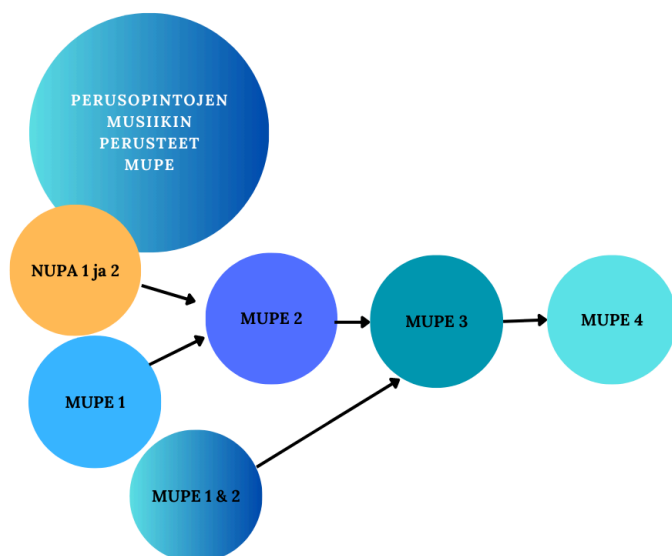 PERUSOPINTOJEN
MUSIIKIN
PERUSTEET
MUPE
NUPA 1 ja 2
MUPE 2
MUPE 3
MUPE 4
MUPE 1
MUPE 1 & 2